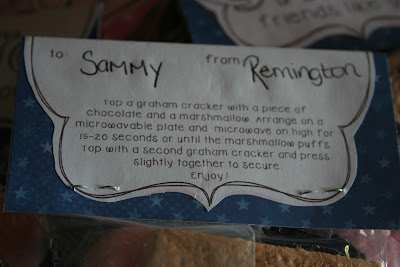 friends like
to: Sammy from Remington
Top a graham cracker with a piece of
chocolate and a marshmallow. Arrange on a
microwavable plate and microwave on high for
15-20 seconds or until the marshmallow puffs.
Top with a second graham cracker and press
slightly together to secure.
Enjoy!